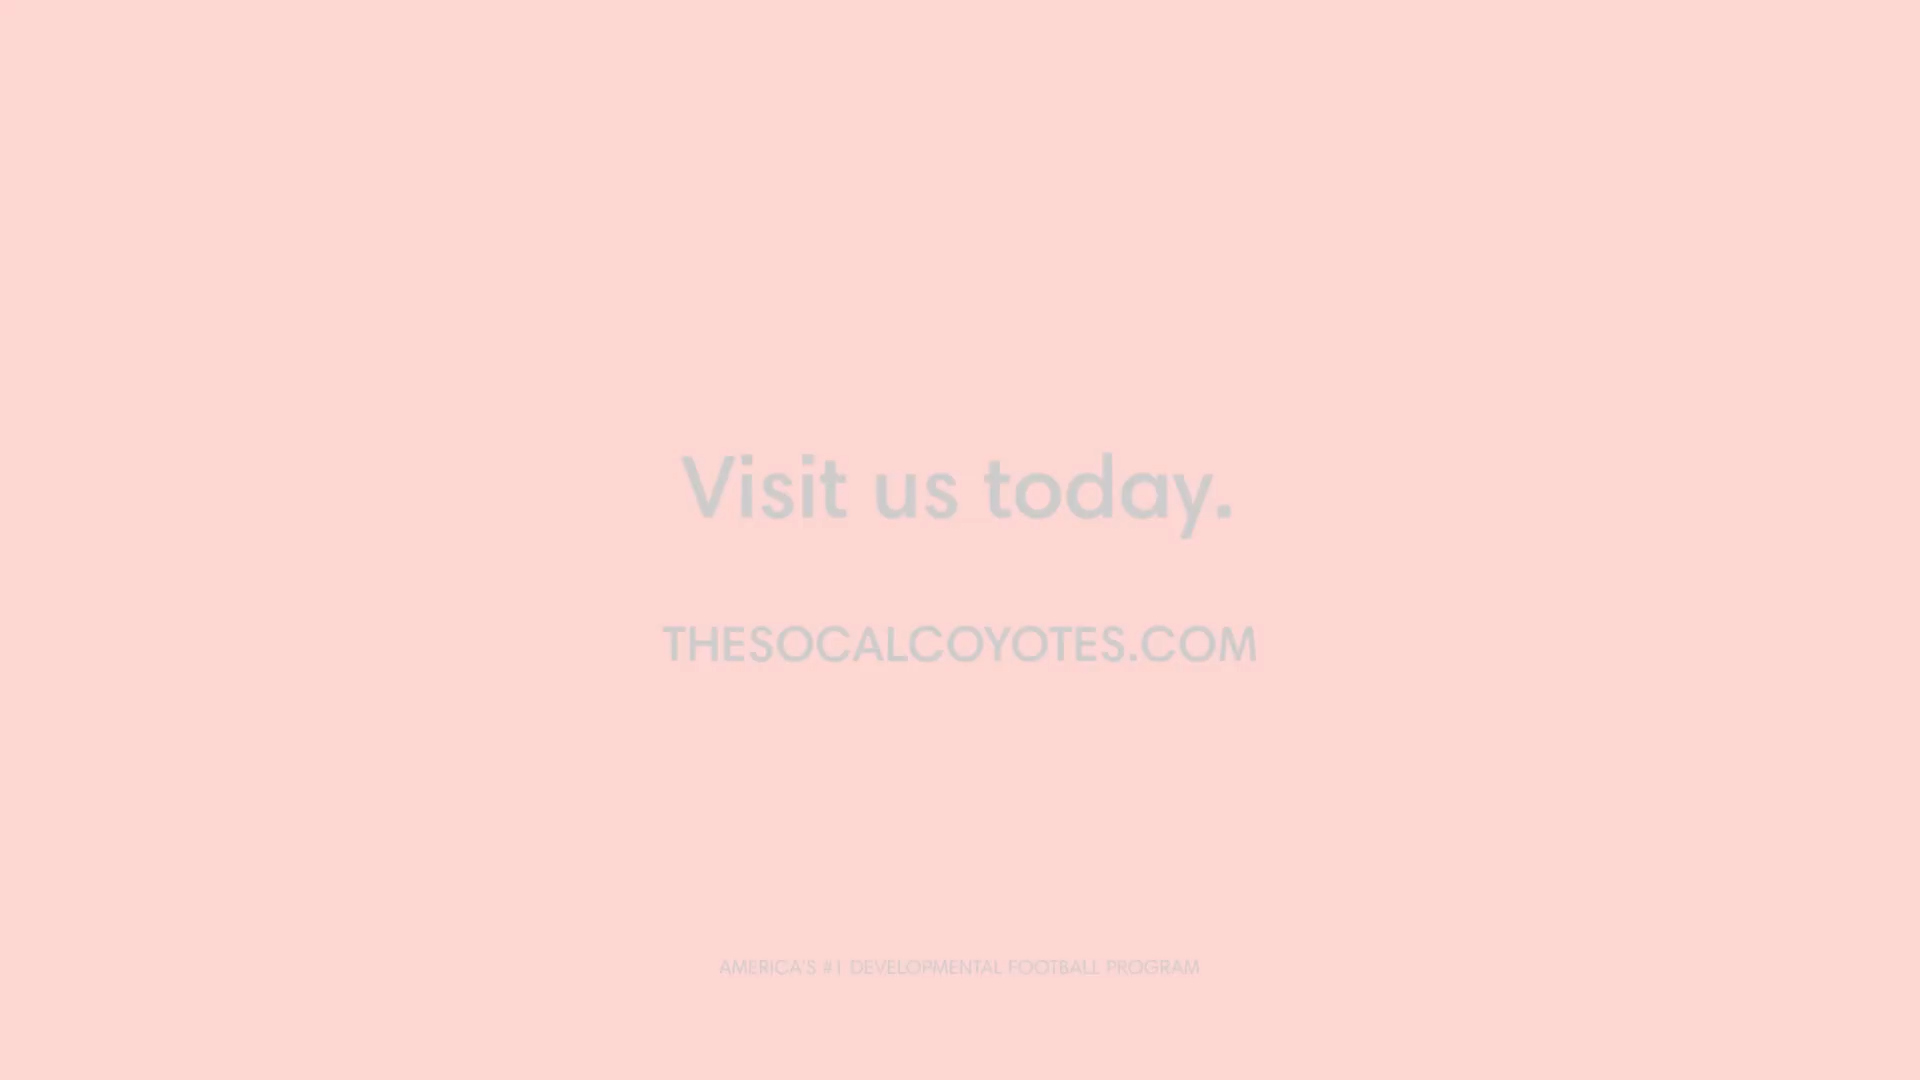 Visit us today.
THESOCALCOYOTES.COM
AMERICA'S #1 DEVELOPMENTAL FOOTBALL PROGRAM